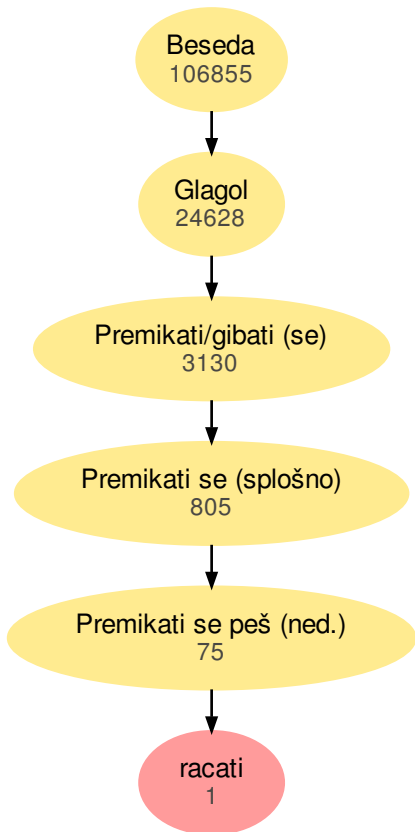 Beseda
106855
Glagol
24628
Premikati/gibati (se)
3130
Premikati se (splošno)
805
Premikati se peš (ned.)
75
racati
1